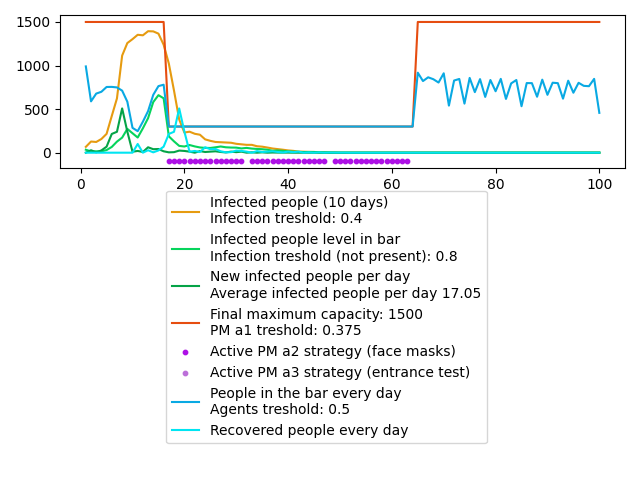 1500
1000
500
0
0
20
40
60
80
100
Infected people (10 days)
Infection treshold: 0.4
Infected people level in bar
Infection treshold (not present): 0.8
New infected people per day
Average infected people per day 17.05
Final maximum capacity: 1500
PM a1 treshold: 0.375
Active PM a2 strategy (face masks)
Active PM a3 strategy (entrance test)
People in the bar every day
Agents treshold: 0.5
Recovered people every day